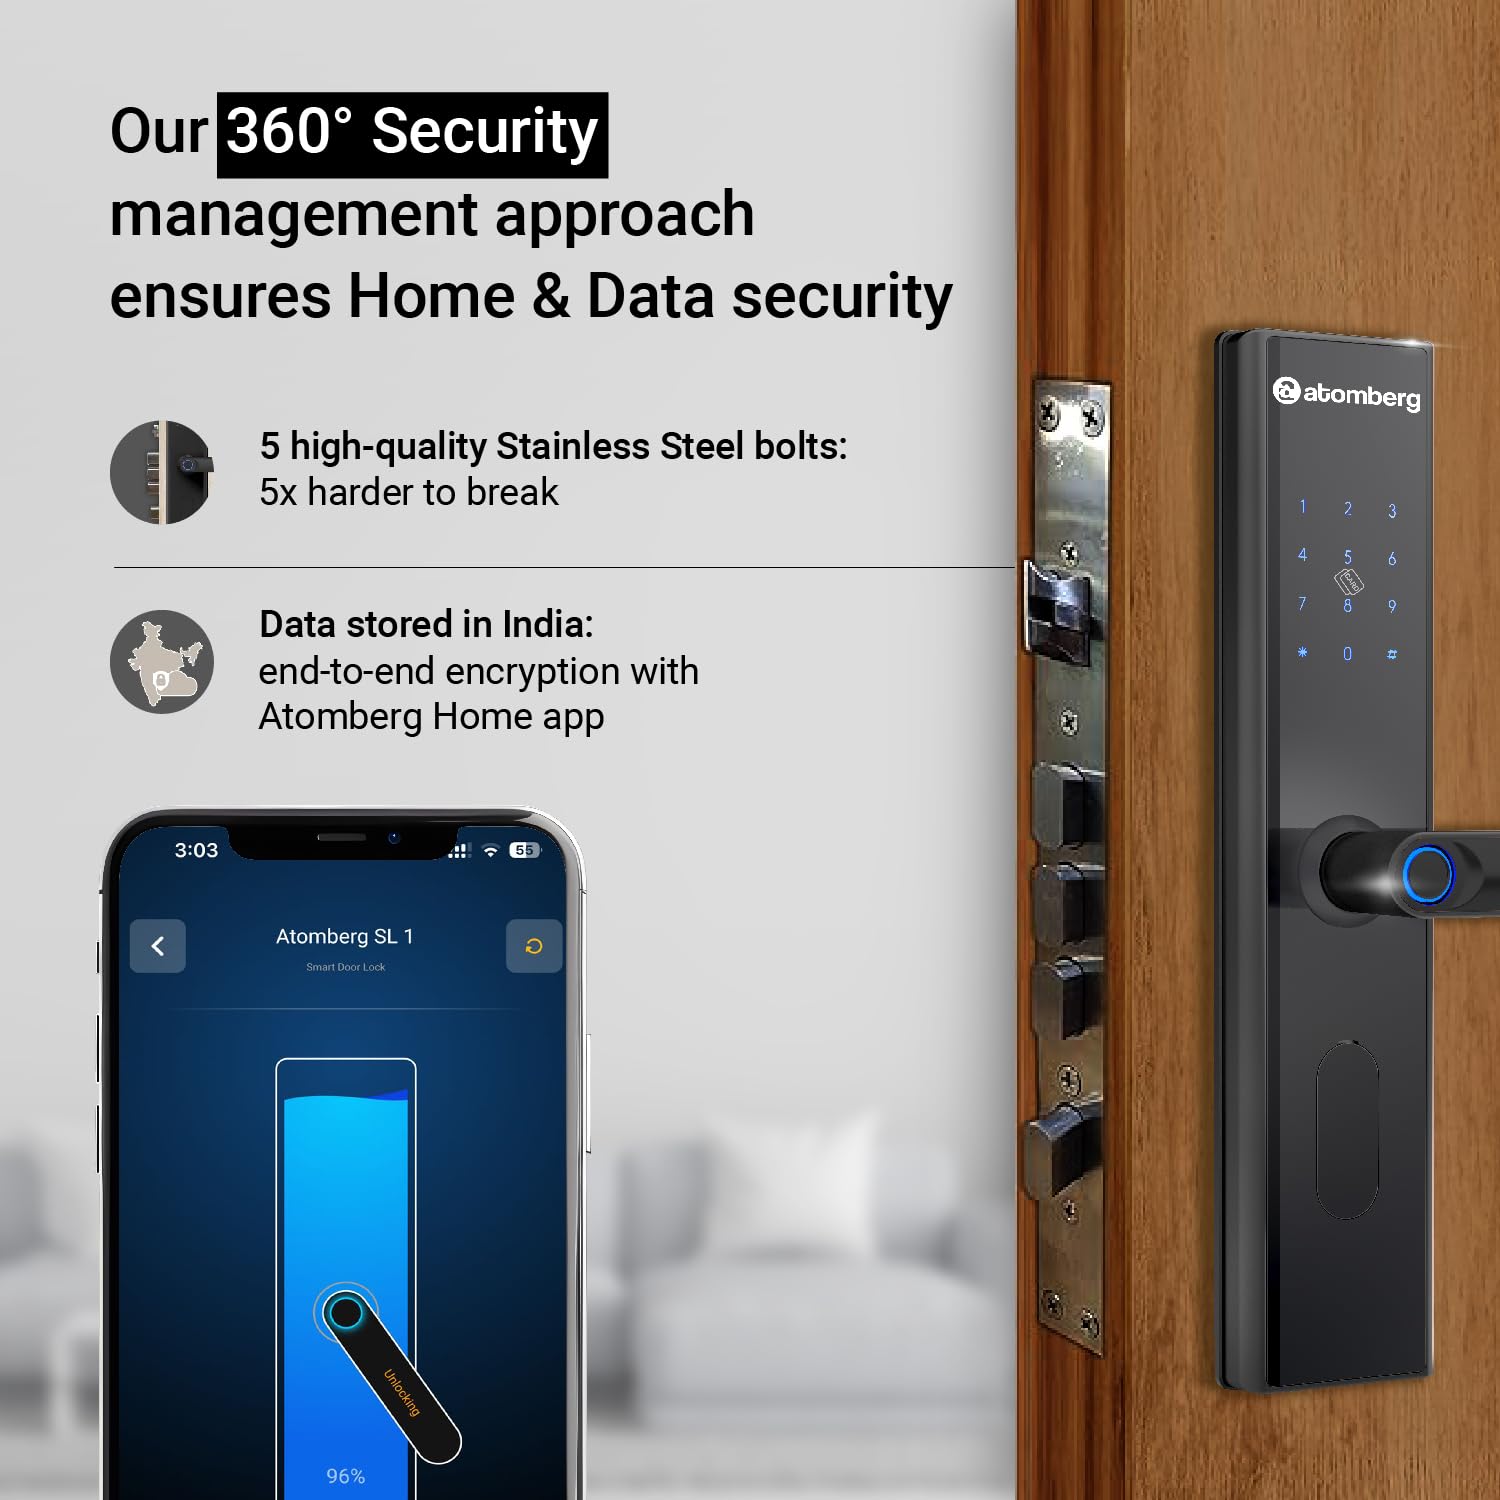 Our 360° Security
management approach
ensures Home & Data security
5 high-quality Stainless Steel bolts:
5x harder to break
Data stored in India:
end-to-end encryption with
Atomberg Home app
3:03
55
Atomberg SL 1
Smart Door Lock
Unlocking
96%
atomberg
1 2 3
4 5 6
CARD
7 8 9
* 0 #